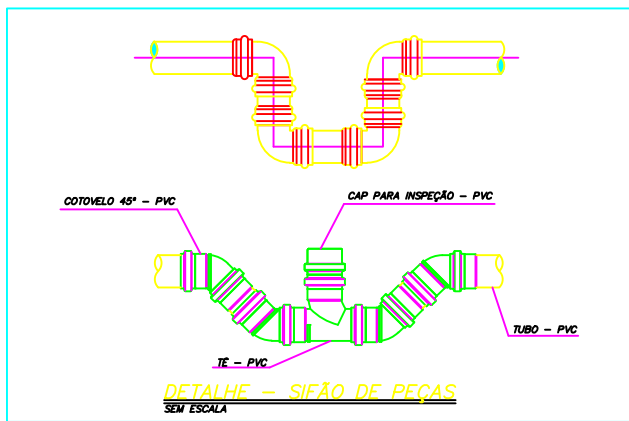 COTOVELO 45° - PVC
CAP PARA INSPEÇÃO - PVC
TUBO - PVC
TÊ - PVC
DETALHE - SIFÃO DE PEÇAS
SEM ESCALA